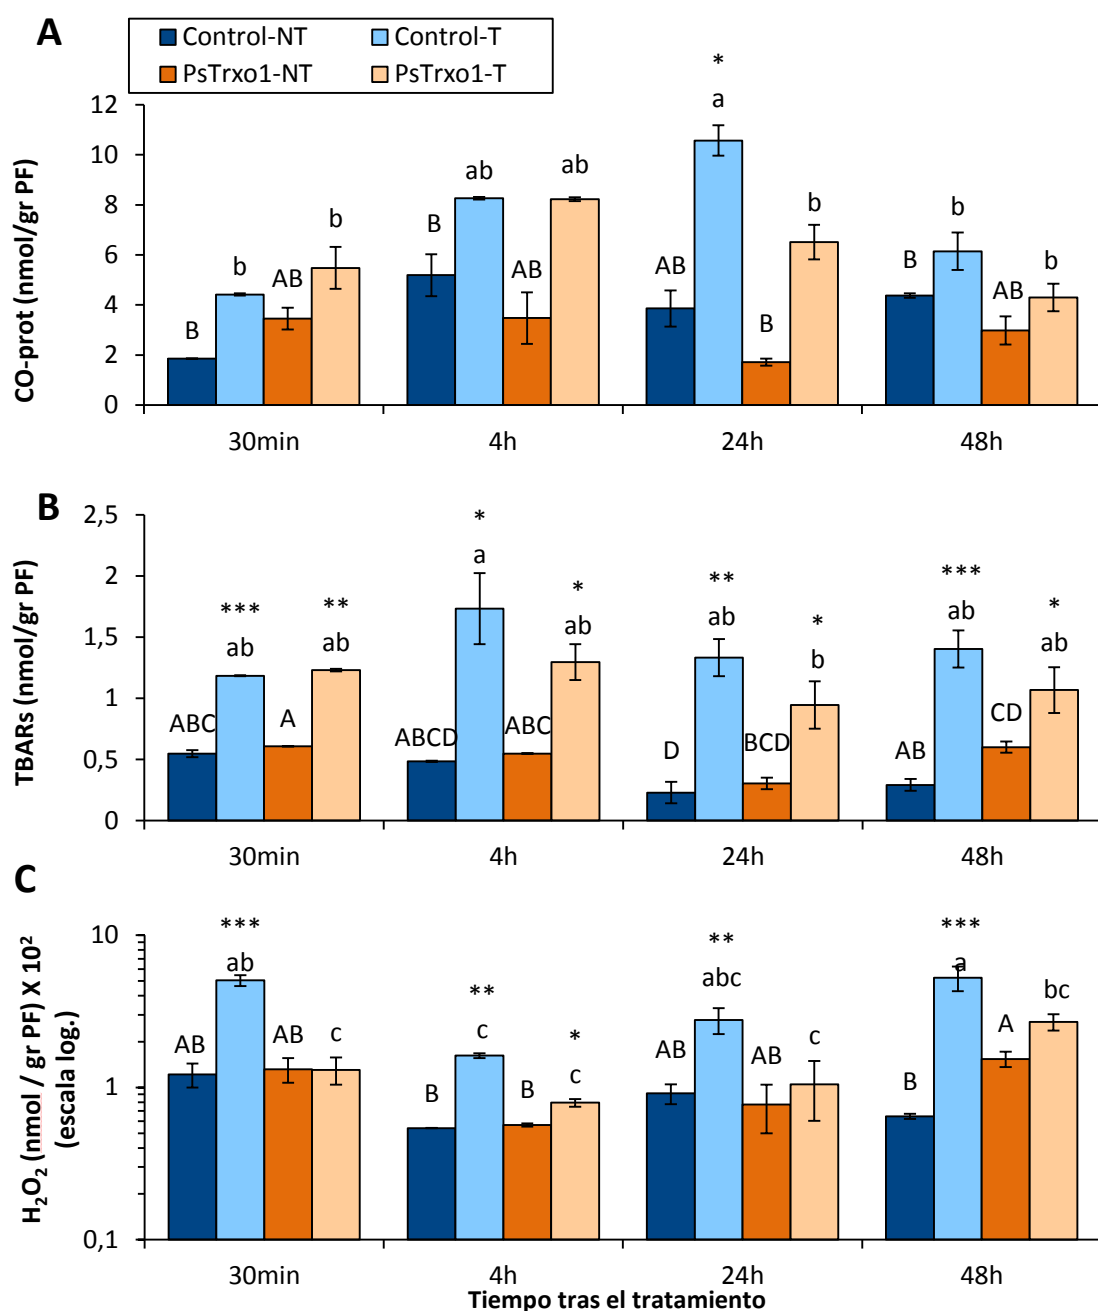 A
Control-NT Control-T
PsTrxo1-NT PsTrxo1-T
CO-prot (nmol/gr PF)
12
10
8
6
4
2
0
B b AB b
B ab AB ab
AB * a B b
B b AB b
30min 4h 24h 48h
B
TBARs (nmol/gr PF)
2,5
2
1,5
1
0,5
0
ABC *** ab A ** ab
ABCD * a ABC * ab
D ** ab BCD * b
AB *** ab CD * ab
30min 4h 24h 48h
C
H₂O₂ (nmol / gr PF) X 10²
(escala log.)
10
1
0,1
AB *** ab AB c
B ** c B * c
AB ** abc AB c
B *** a A bc
30min 4h 24h 48h
Tiempo tras el tratamiento